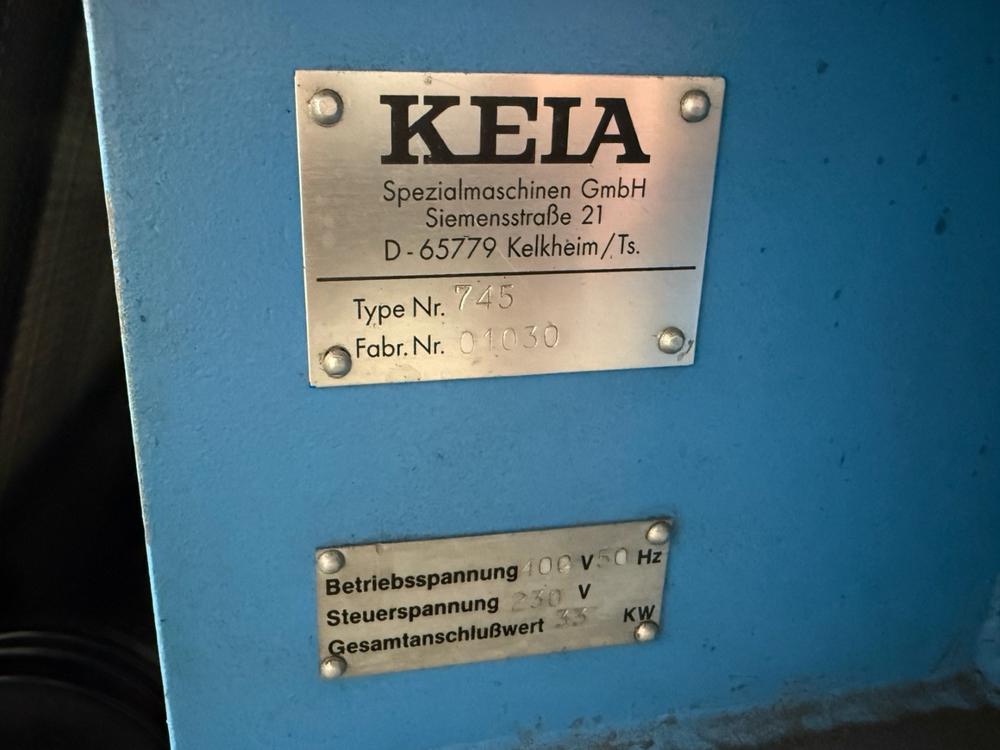 KEIA
Spezialmaschinen GmbH
Siemensstraße 21
D-65779 Kelkheim/Ts.
Type Nr. 745
Fabr. Nr. 01030
Betriebsspannung 400 V 50 Hz
Steuerspannung 230 V
Gesamtanschlußwert 33 KW